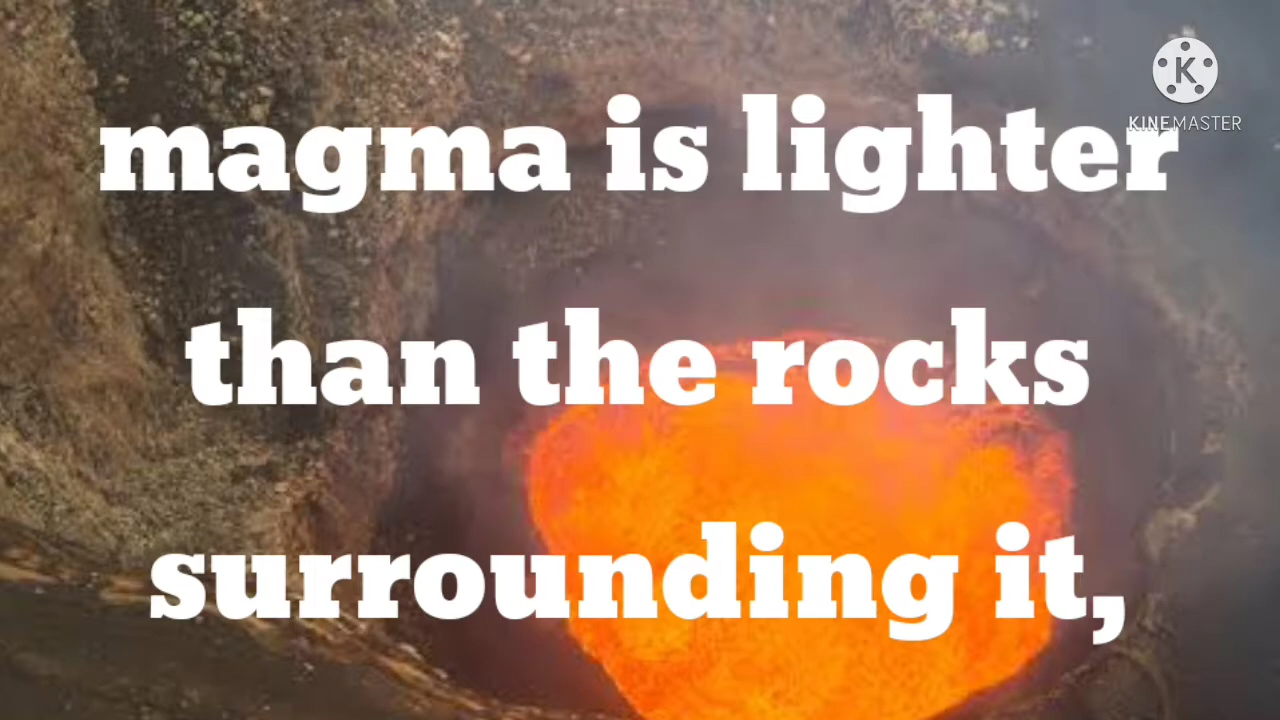 KINEMASTER
magma is lighter
than the rocks
surrounding it,